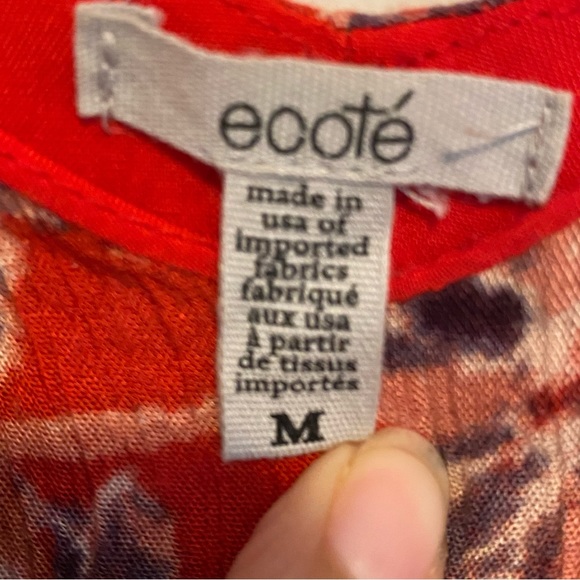 ecoté
made in
usa of
imported
fabrics
fabriqué
aux usa
à partir
de tissus
importés
M